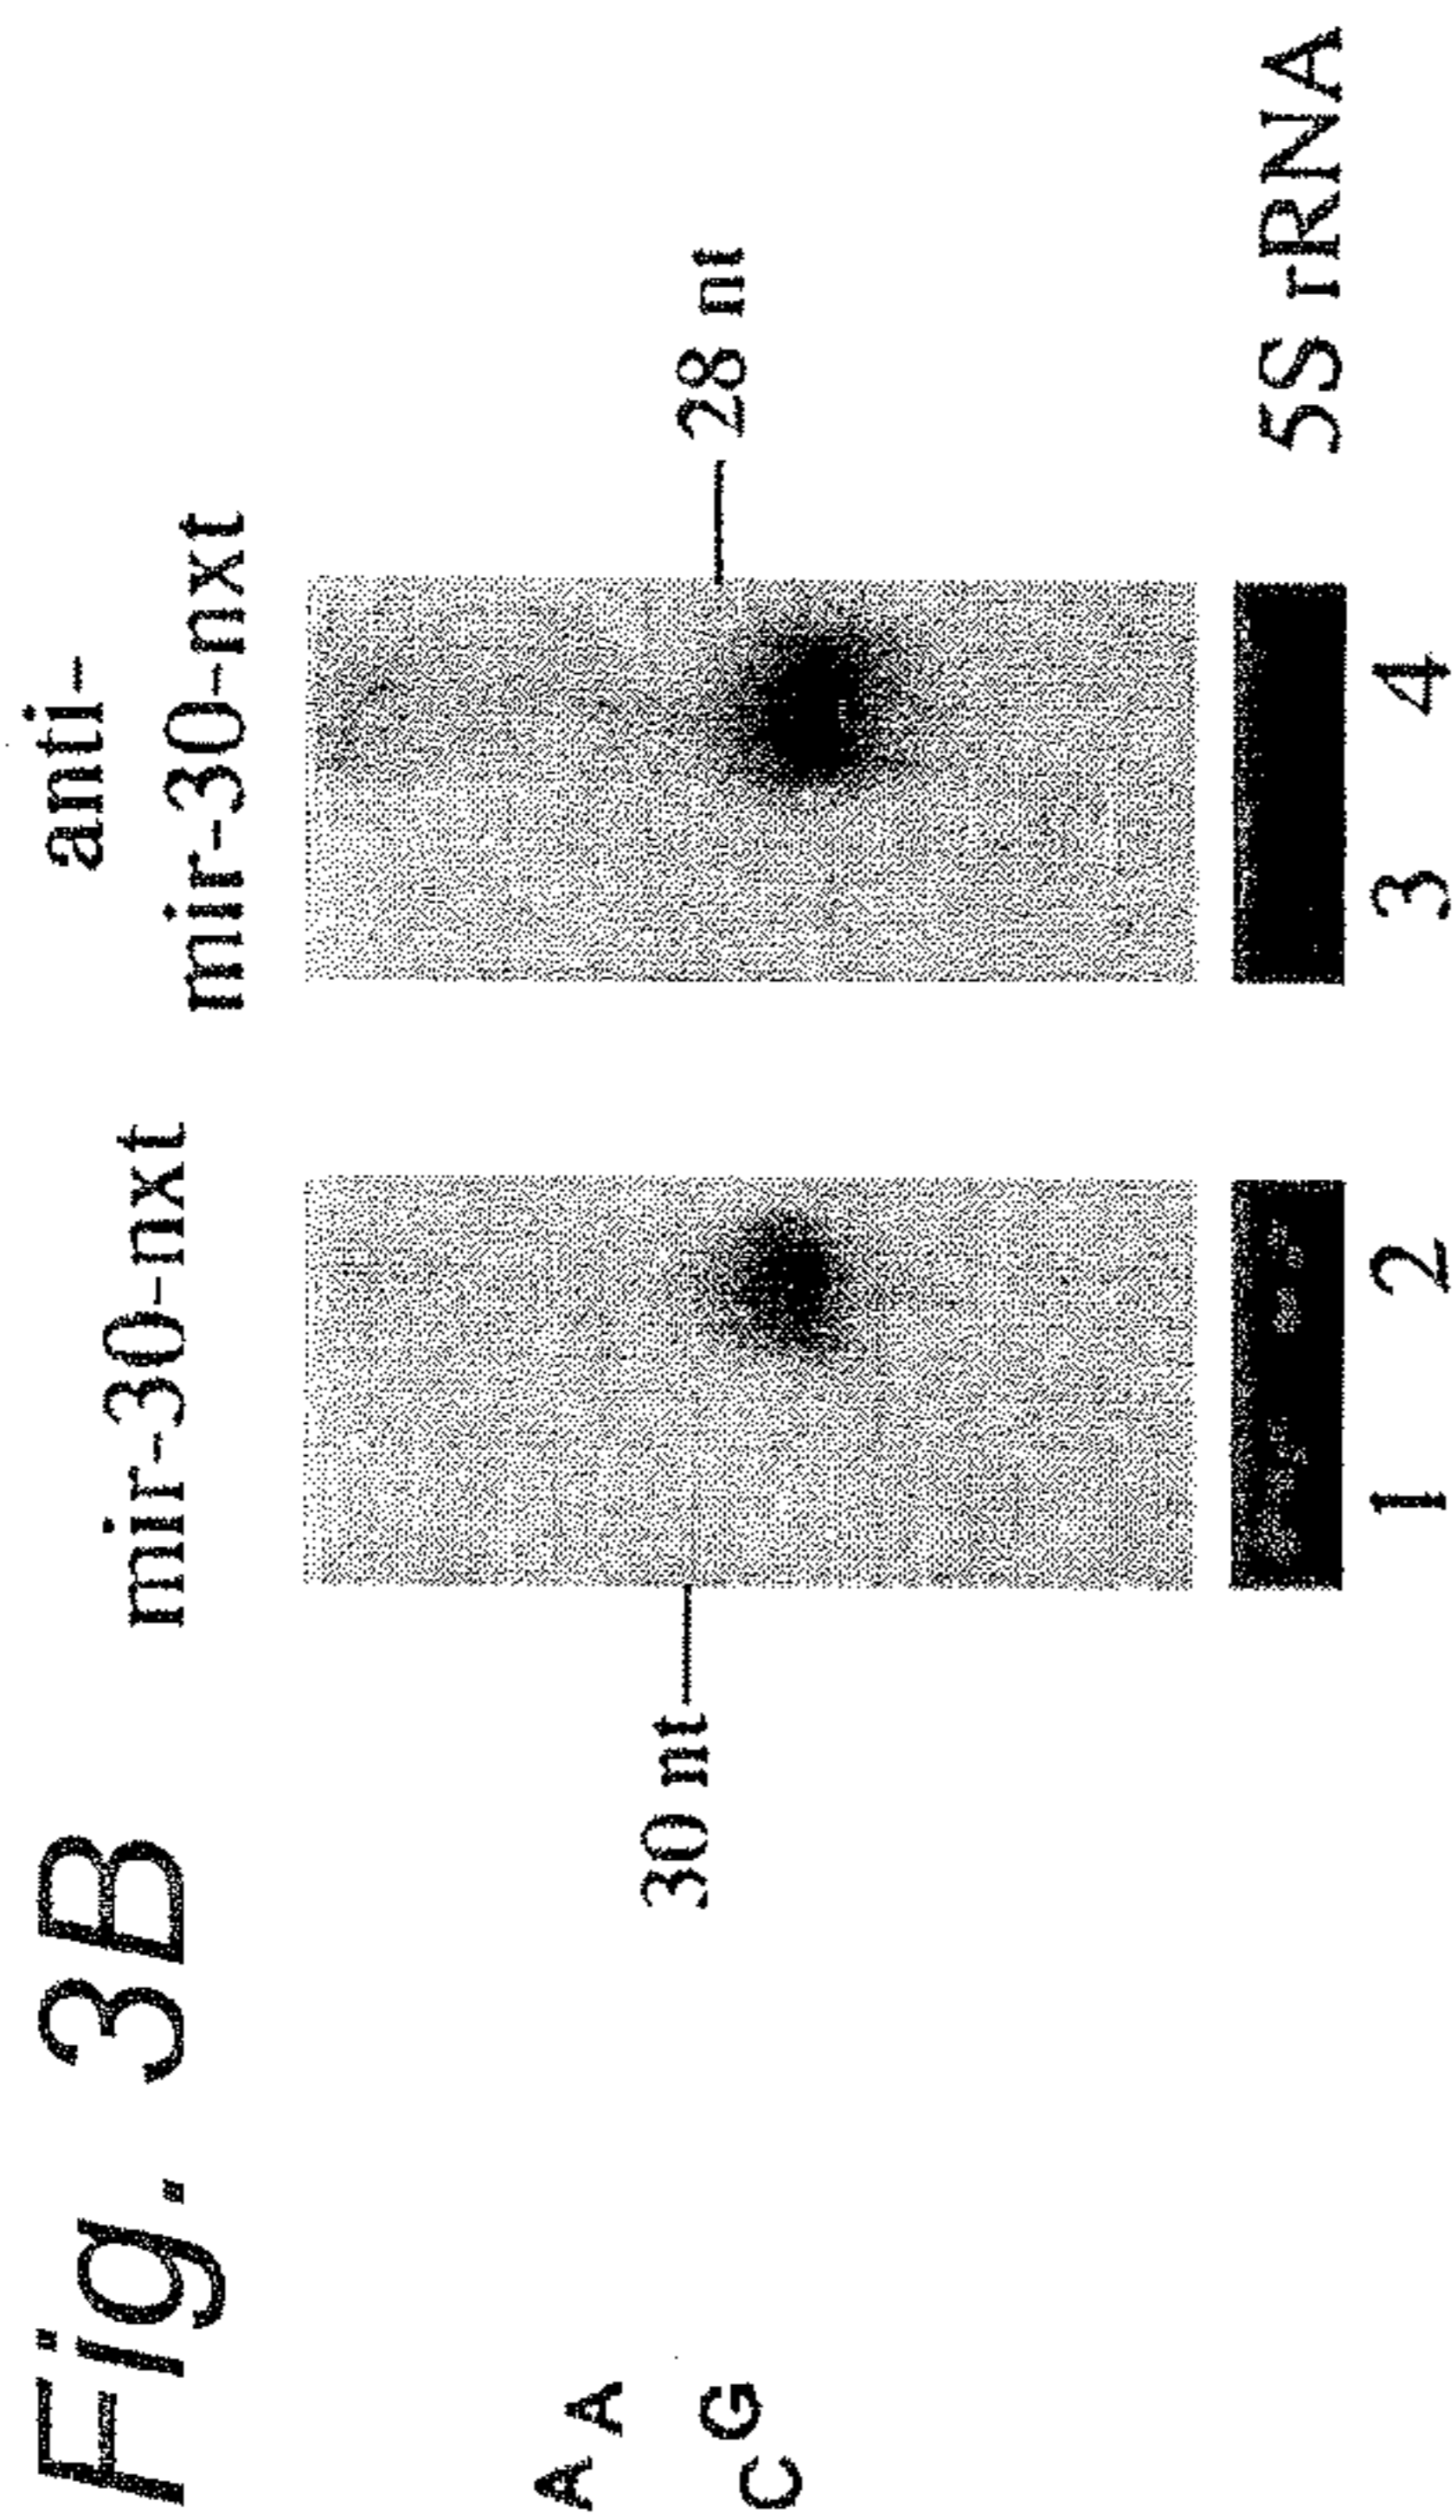 Fig. 3B
mir-30-nxt
anti-
mir-30-nxt
30 nt
28 nt
5S rRNA
1 2 3 4
A A
C G